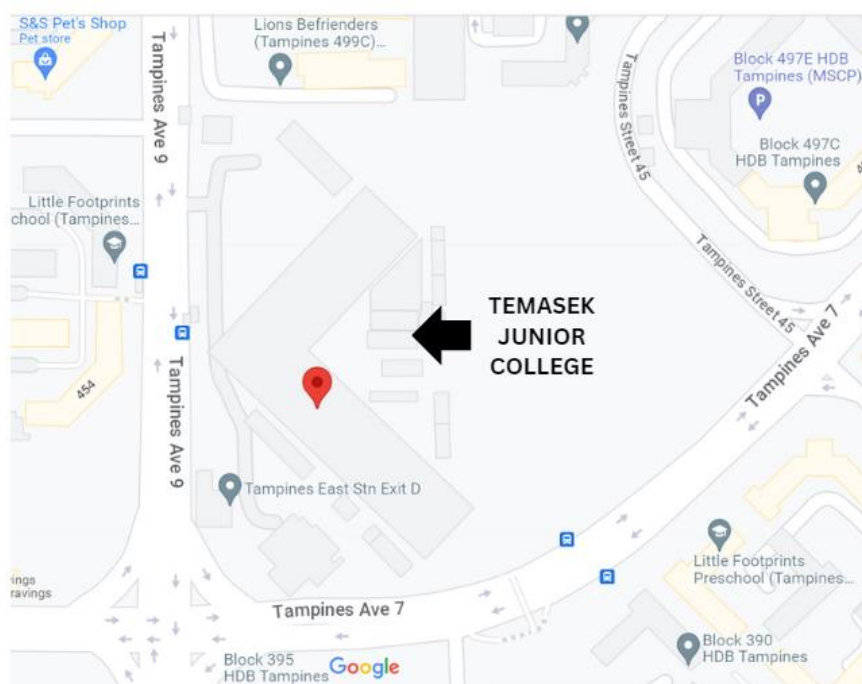 S&S Pet's Shop
Pet store
Tampines Ave 9
Lions Befrienders
(Tampines 499C)...
Tampines Street 45
Block 497E HDB
Tampines (MSCP)
P
Block 497C
HDB Tampines
Little Footprints
chool (Tampines...
Tampines Street 45
Tampines Ave 7
TEMASEK
JUNIOR
COLLEGE
454
Tampines Ave 9
Tampines East Stn Exit D
Little Footprints
Preschool (Tampines...
ings
ravings
Tampines Ave 7
Block 395
HDB Tampines
Google
Block 390
HDB Tampines